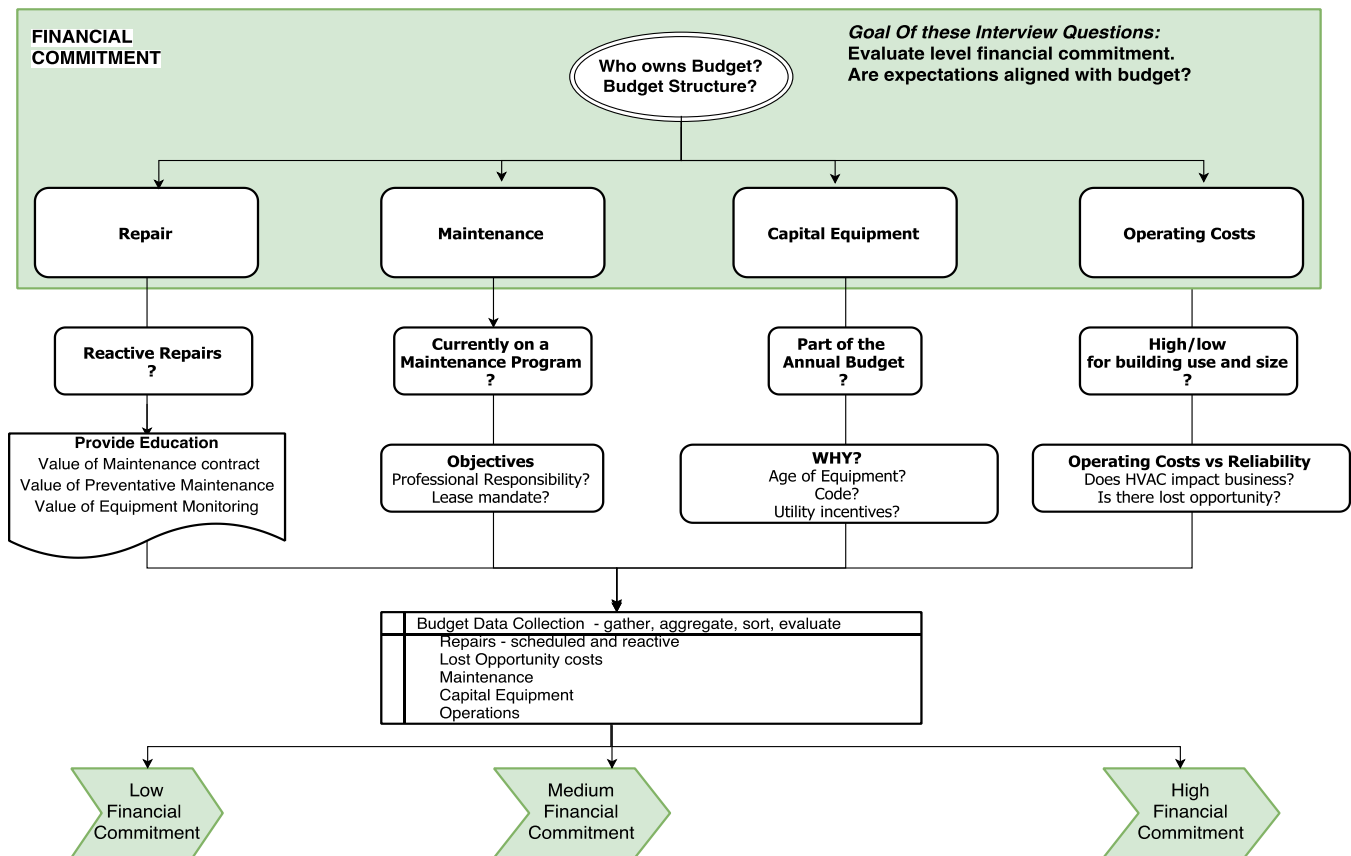 FINANCIAL
COMMITMENT
Who owns Budget?
Budget Structure?
Goal Of these Interview Questions:
Evaluate level financial commitment.
Are expectations aligned with budget?
Repair
Maintenance
Capital Equipment
Operating Costs
Reactive Repairs
?
Currently on a
Maintenance Program
?
Part of the
Annual Budget
?
High/low
for building use and size
?
Provide Education
Value of Maintenance contract
Value of Preventative Maintenance
Value of Equipment Monitoring
Objectives
Professional Responsibility?
Lease mandate?
WHY?
Age of Equipment?
Code?
Utility incentives?
Operating Costs vs Reliability
Does HVAC impact business?
Is there lost opportunity?
Budget Data Collection - gather, aggregate, sort, evaluate
Repairs - scheduled and reactive
Lost Opportunity costs
Maintenance
Capital Equipment
Operations
Low
Financial
Commitment
Medium
Financial
Commitment
High
Financial
Commitment